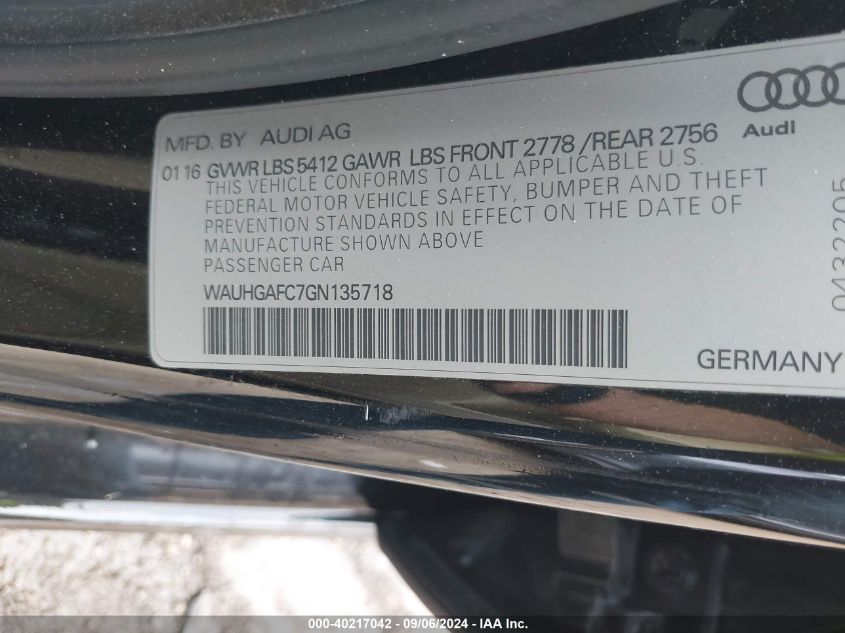 MFD. BY AUDI AG
01 16 GVWR LBS 5412 GAWR LBS FRONT 2778 /REAR 2756
THIS VEHICLE CONFORMS TO ALL APPLICABLE U.S.
FEDERAL MOTOR VEHICLE SAFETY, BUMPER AND THEFT
PREVENTION STANDARDS IN EFFECT ON THE DATE OF
MANUFACTURE SHOWN ABOVE
PASSENGER CAR
WAUHGAFC7GN135718
Audi
0432205
GERMANY
000-40217042 - 09/06/2024 - IAA Inc.